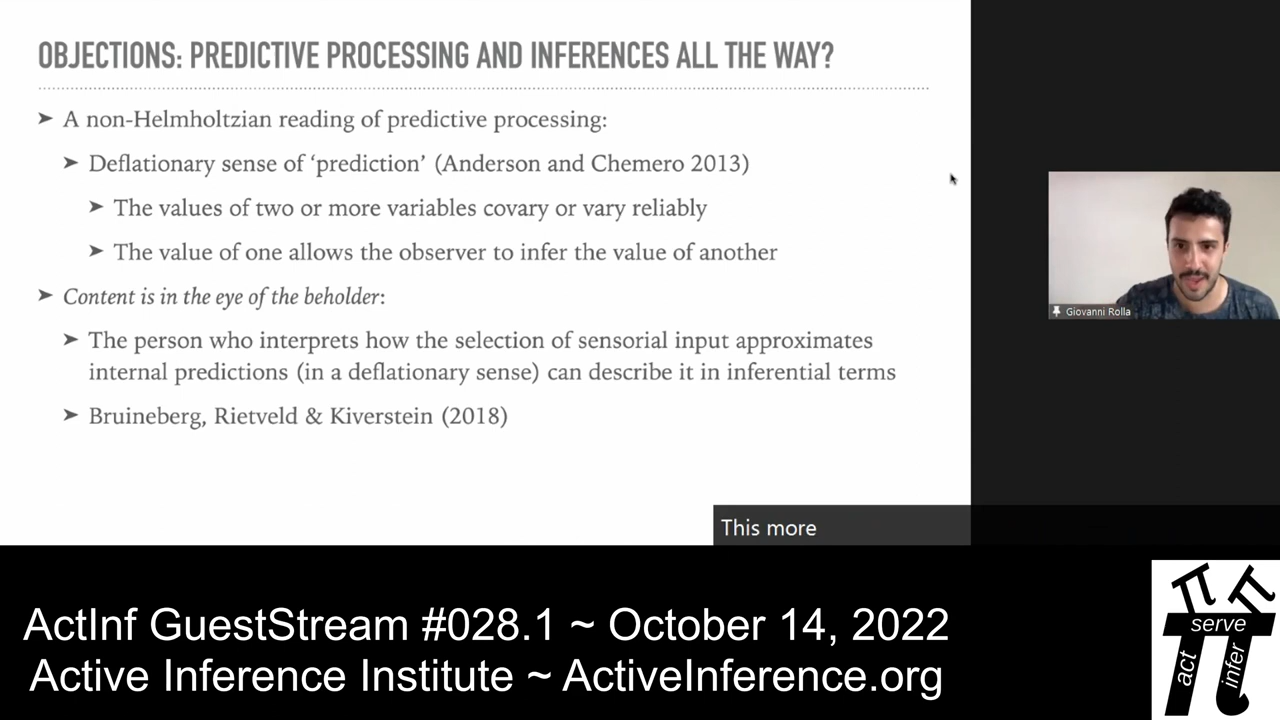 OBJECTIONS: PREDICTIVE PROCESSING AND INFERENCES ALL THE WAY?
➤ A non-Helmholtzian reading of predictive processing:
➤ Deflationary sense of ‘prediction’ (Anderson and Chemero 2013)
➤ The values of two or more variables covary or vary reliably
➤ The value of one allows the observer to infer the value of another
➤ Content is in the eye of the beholder:
➤ The person who interprets how the selection of sensorial input approximates
internal predictions (in a deflationary sense) can describe it in inferential terms
➤ Bruineberg, Rietveld & Kiverstein (2018)
Giovanni Rolla
This more
ActInf GuestStream #028.1 ~ October 14, 2022
Active Inference Institute ~ ActiveInference.org
serve
act
infer